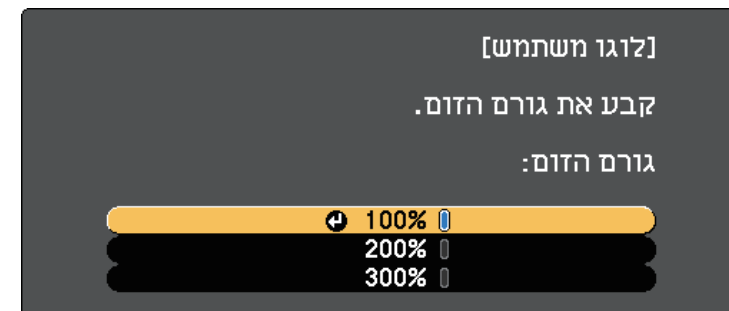 [לוגו משתמש]
קבע את גורם הזום.
גורם הזום:
100%
200%
300%